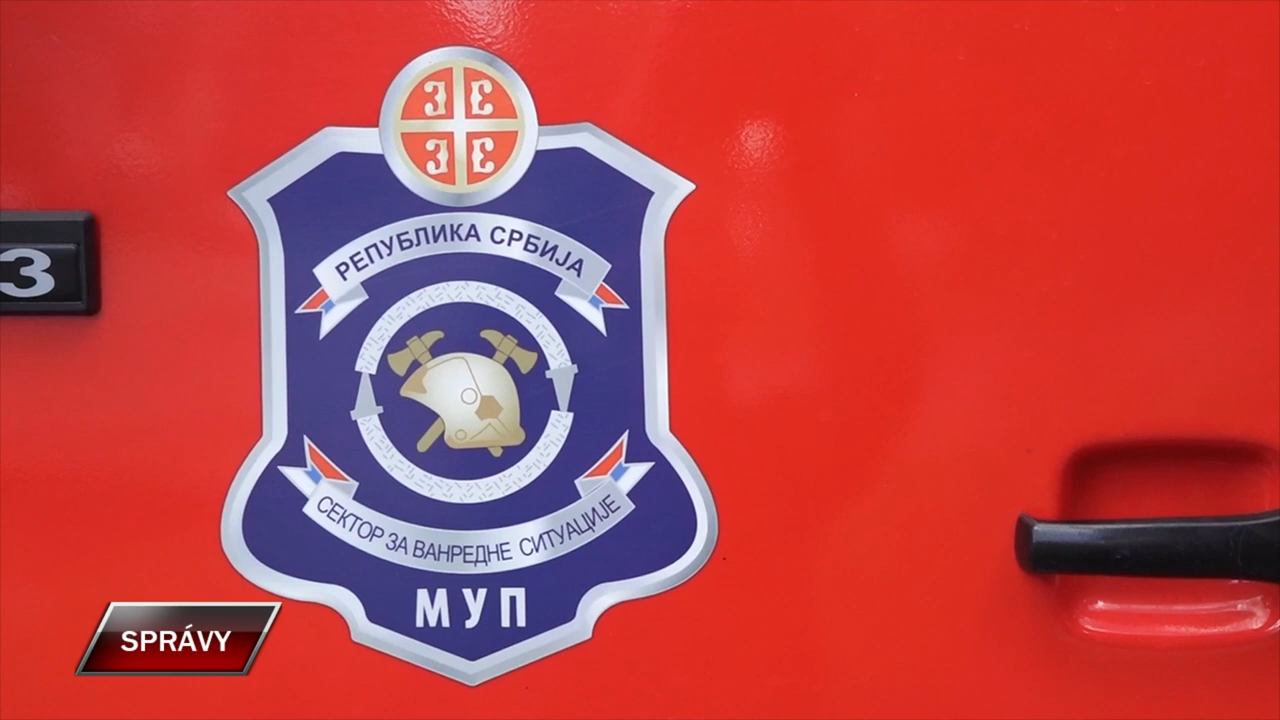 РЕПУБЛИКА СРБИЈА
3
СЕКТОР ЗА ВАНРЕДНЕ СИТУАЦИЈЕ
МУП
SPRÁVY